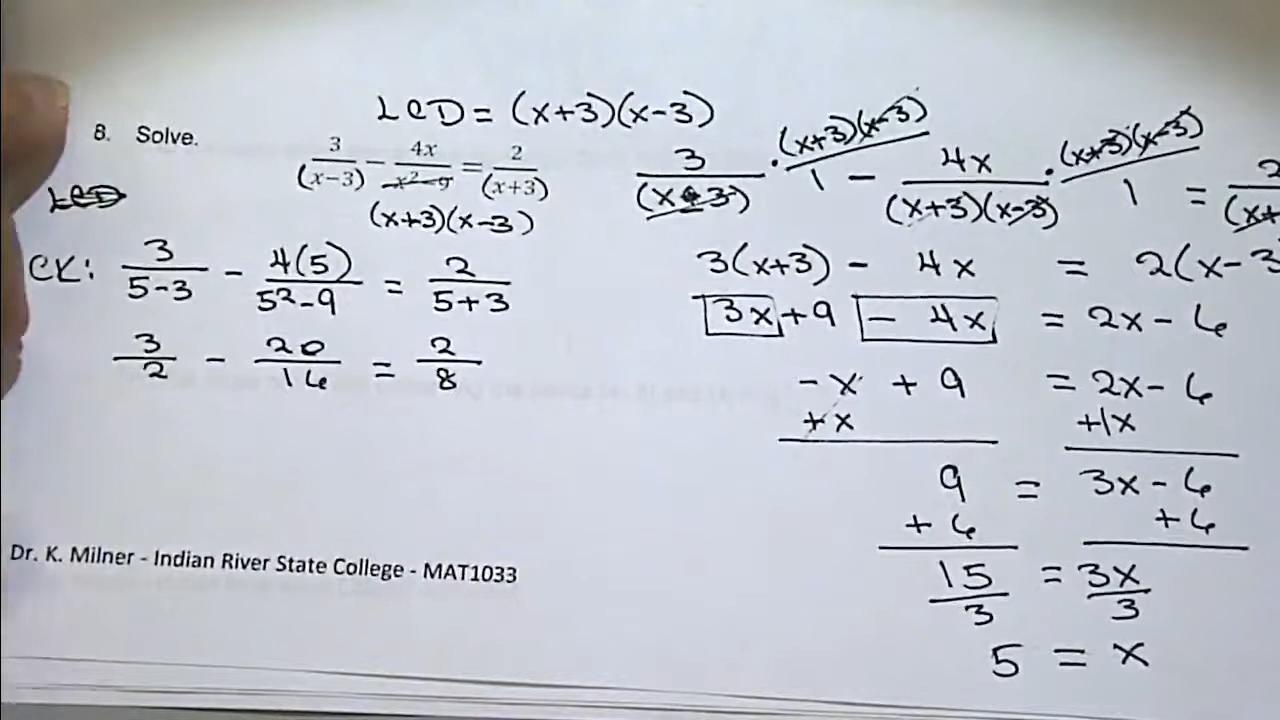 LCD = (x+3)(x-3)
8. Solve.
3/(x-3) - 4x/x²-9 = 2/(x+3)
(x+3)(x-3)
LCD
CK: 3/5-3 - 4(5)/5²-9 = 2/5+3
3/2 - 20/16 = 2/8
3/(x-3) · (x+3)(x-3)/1 - 4x/(x+3)(x-3) · (x+3)(x-3)/1 = 2/(x+
3(x+3) - 4x = 2(x-3
3x+9 - 4x = 2x-6
-x + 9 = 2x-6
+x +1x
9 = 3x-6
+6 +6
15/3 = 3x/3
5 = x
Dr. K. Milner - Indian River State College - MAT1033